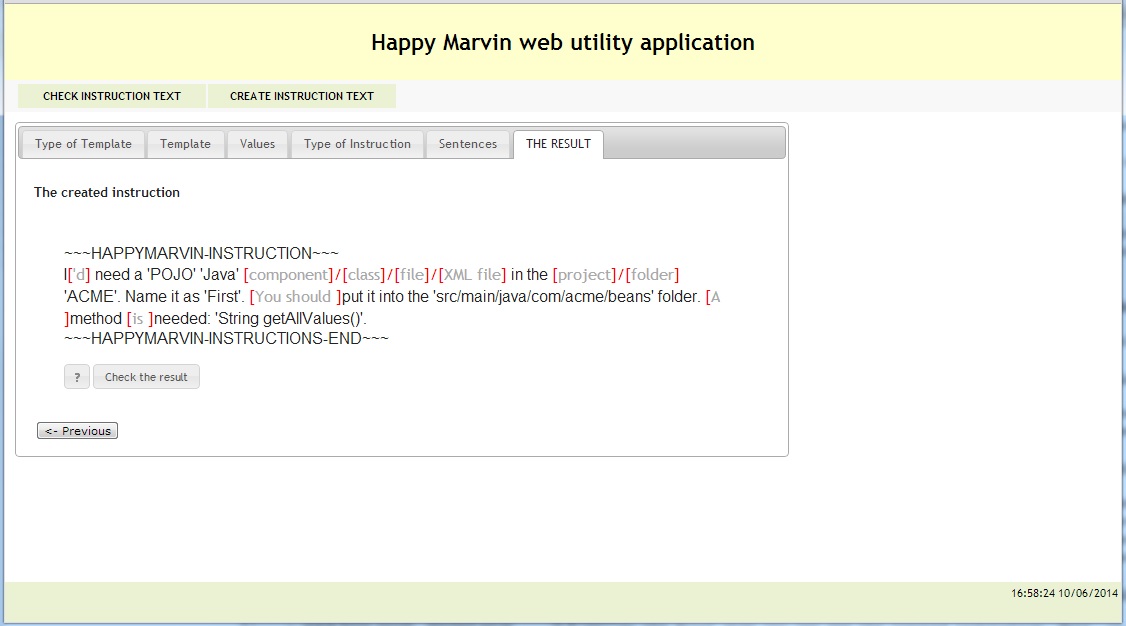 Happy Marvin web utility application
CHECK INSTRUCTION TEXT CREATE INSTRUCTION TEXT
Type of Template Template Values Type of Instruction Sentences THE RESULT
The created instruction
~~~HAPPYMARVIN-INSTRUCTION~~~
I['d] need a 'POJO' 'Java' [component]/[class]/[file]/[XML file] in the [project]/[folder]
'ACME'. Name it as 'First'. [You should ]put it into the 'src/main/java/com/acme/beans' folder. [A
]method [is ]needed: 'String getAllValues()'.
~~~HAPPYMARVIN-INSTRUCTIONS-END~~~
? Check the result
<- Previous
16:58:24 10/06/2014